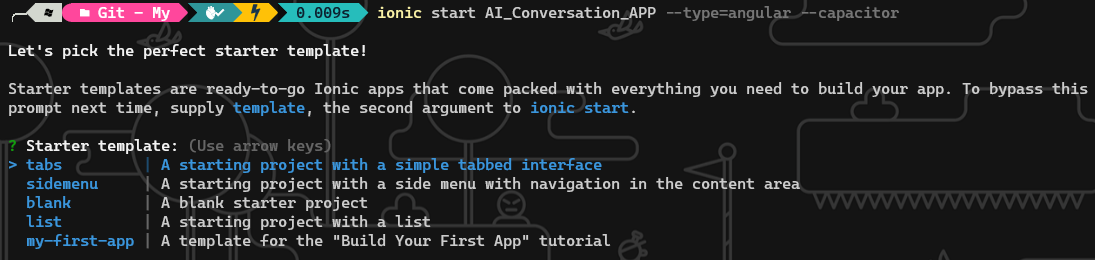 Git - My 0.009s ionic start AI_Conversation_APP --type=angular --capacitor
Let's pick the perfect starter template!
Starter templates are ready-to-go Ionic apps that come packed with everything you need to build your app. To bypass this
prompt next time, supply template, the second argument to ionic start.
? Starter template: (Use arrow keys)
> tabs | A starting project with a simple tabbed interface
sidemenu | A starting project with a side menu with navigation in the content area
blank | A blank starter project
list | A starting project with a list
my-first-app | A template for the "Build Your First App" tutorial